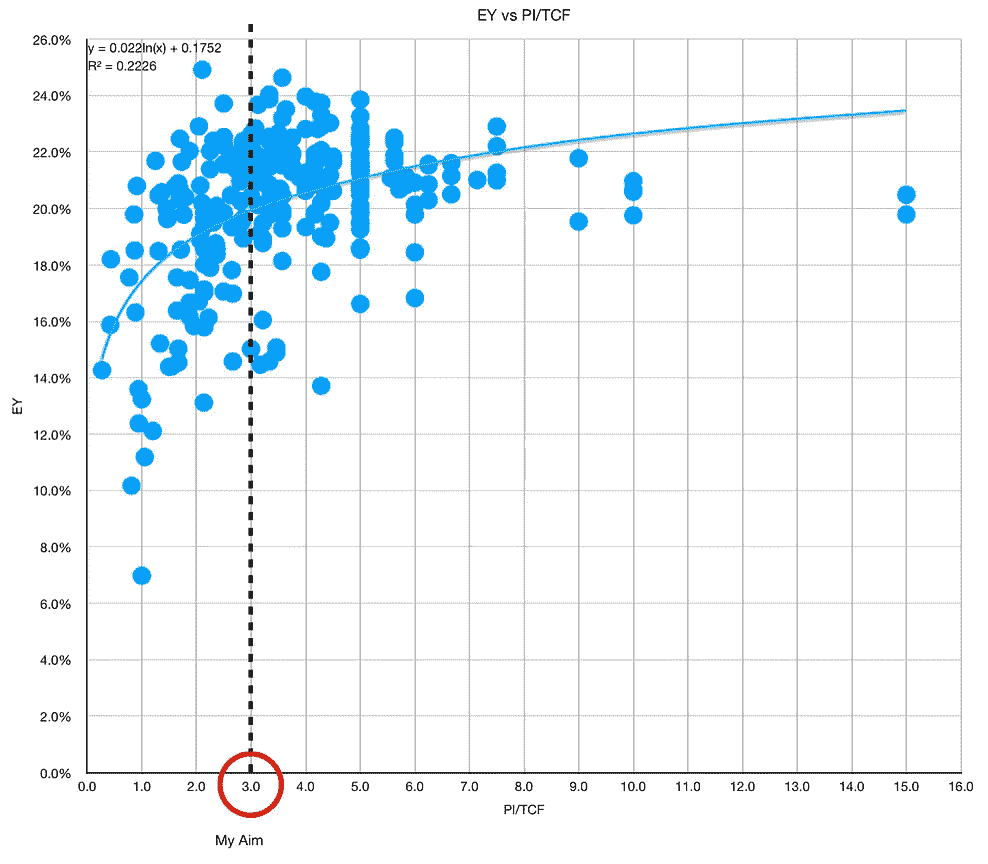 EY vs PI/TCF
y = 0.022ln(x) + 0.1752
R² = 0.2226
26.0%
24.0%
22.0%
20.0%
18.0%
16.0%
14.0%
12.0%
10.0%
8.0%
6.0%
4.0%
2.0%
0.0%
EY
0.0 1.0 2.0 3.0 4.0 5.0 6.0 7.0 8.0 9.0 10.0 11.0 12.0 13.0 14.0 15.0 16.0
PI/TCF
My Aim